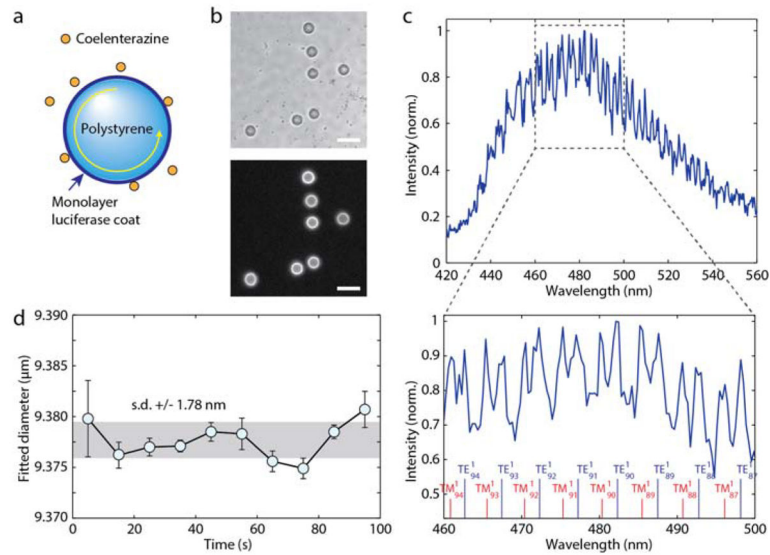 a
Coelenterazine
Polystyrene
Monolayer
luciferase coat
b
c
Intensity (norm.)
1
0.8
0.6
0.4
0.2
0
420 440 460 480 500 520 540 560
Wavelength (nm)
d
Fitted diameter (µm)
9.390
9.385
9.380
9.375
9.370
s.d. +/- 1.78 nm
0 20 40 60 80 100
Time (s)
Intensity (norm.)
1
0.9
0.8
0.7
0.6
0.5
TE¹₉₄ TE¹₉₃ TE¹₉₂ TE¹₉₁ TE¹₉₀ TE¹₈₉ TE¹₈₈ TE¹₈₇
TM¹₉₄ TM¹₉₃ TM¹₉₂ TM¹₉₁ TM¹₉₀ TM¹₈₉ TM¹₈₈ TM¹₈₇
460 470 480 490 500
Wavelength (nm)